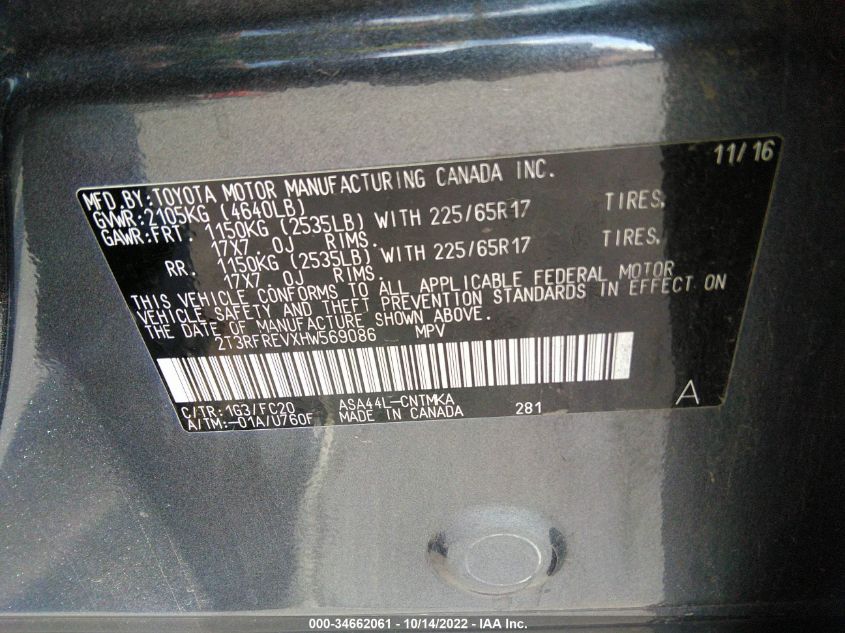 11/16
MFD.BY:TOYOTA MOTOR MANUFACTURING CANADA INC.
GVWR:2105KG (4640LB)
GAWR:FRT. 1150KG (2535LB) WITH 225/65R17 TIRES,
17X7.0J RIMS.
RR. 1150KG (2535LB) WITH 225/65R17 TIRES,
17X7.0J RIMS.
THIS VEHICLE CONFORMS TO ALL APPLICABLE FEDERAL MOTOR
VEHICLE SAFETY AND THEFT PREVENTION STANDARDS IN EFFECT ON
THE DATE OF MANUFACTURE SHOWN ABOVE.
2T3RFREVXHW569086 MPV
C/TR:1G3/FC20 ASA44L-CNTMKA
A/TM:-01A/U760F MADE IN CANADA 281 A
000-34662061 - 10/14/2022 - IAA Inc.